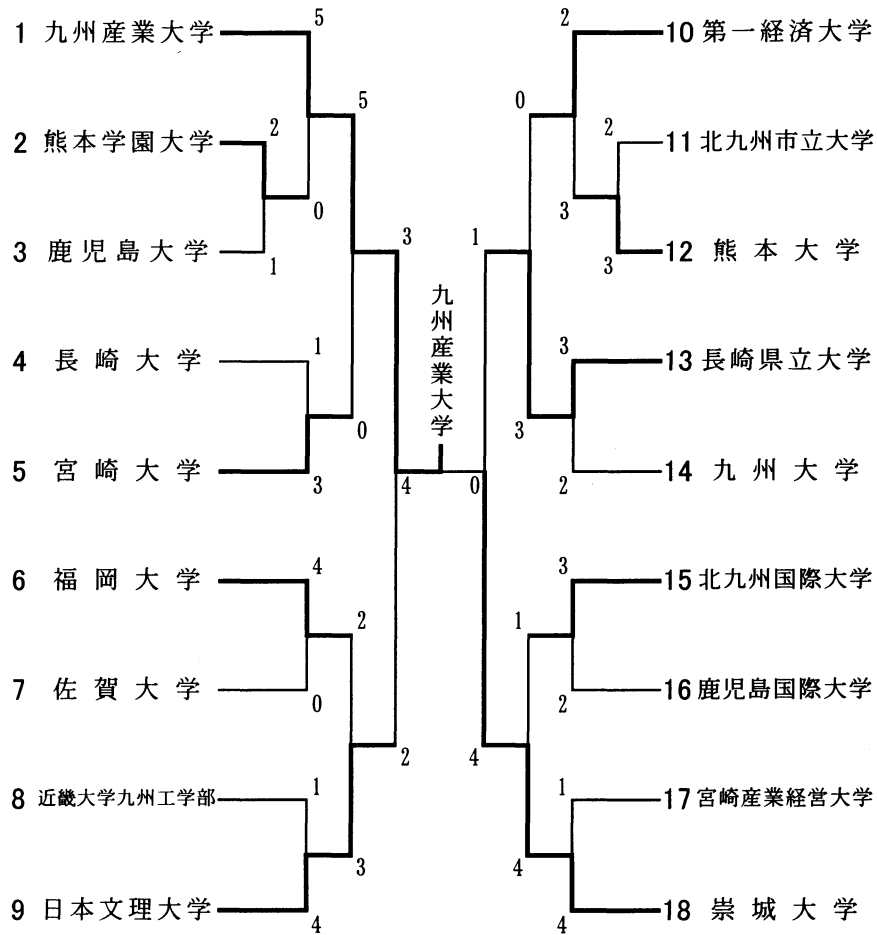 1 九州産業大学
2 熊本学園大学
3 鹿児島大学
4 長崎大学
5 宮崎大学
6 福岡大学
7 佐賀大学
8 近畿大学九州工学部
9 日本文理大学
5
2
5
0
1
3
1
0
3
4
2
0
1
3
4
2
4
九州産業大学
0
1
4
2
0
2
3
3
3
3
2
3
1
2
1
4
4
10 第一経済大学
11 北九州市立大学
12 熊本大学
13 長崎県立大学
14 九州大学
15 北九州国際大学
16 鹿児島国際大学
17 宮崎産業経営大学
18 崇城大学